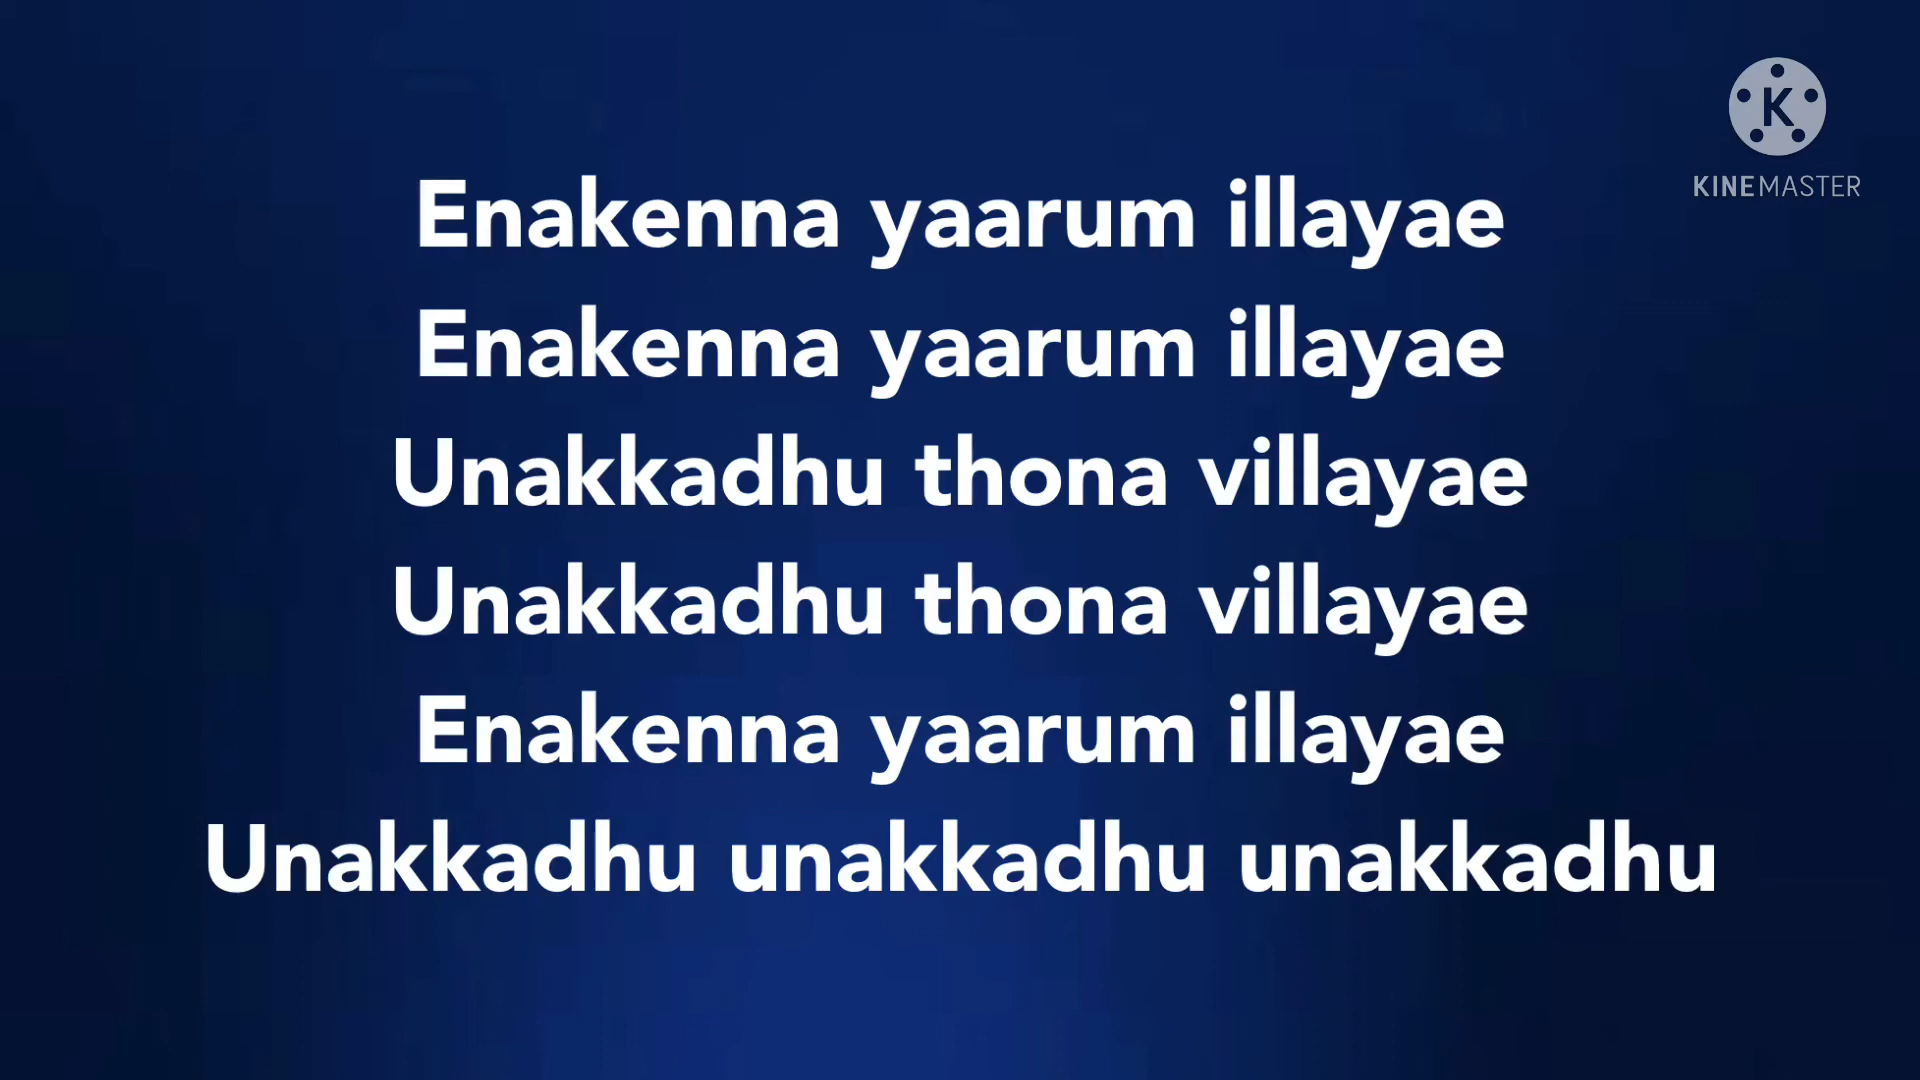 KINEMASTER
Enakenna yaarum illayae
Enakenna yaarum illayae
Unakkadhu thona villayae
Unakkadhu thona villayae
Enakenna yaarum illayae
Unakkadhu unakkadhu unakkadhu